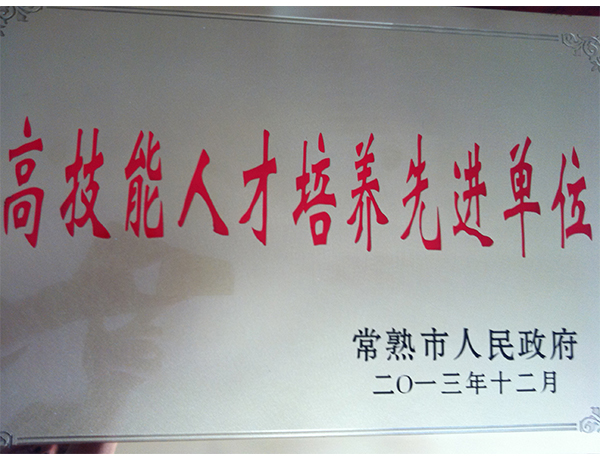 高技能人才培养先进单位
常熟市人民政府
二〇一三年十二月